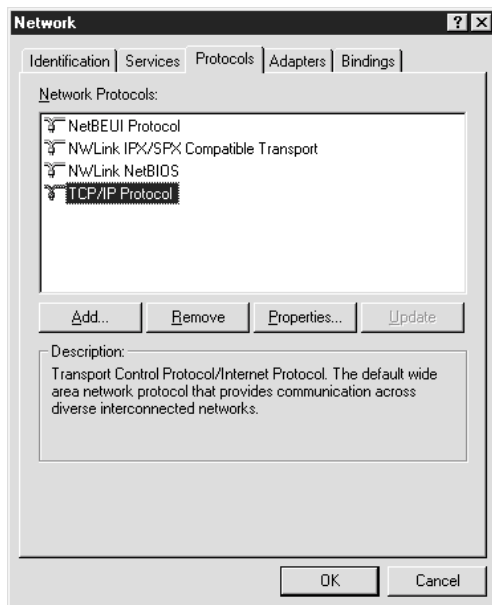 Network
Identification Services Protocols Adapters Bindings
Network Protocols:
NetBEUI Protocol
NWLink IPX/SPX Compatible Transport
NWLink NetBIOS
TCP/IP Protocol
Add... Remove Properties... Update
Description:
Transport Control Protocol/Internet Protocol. The default wide
area network protocol that provides communication across
diverse interconnected networks.
OK Cancel